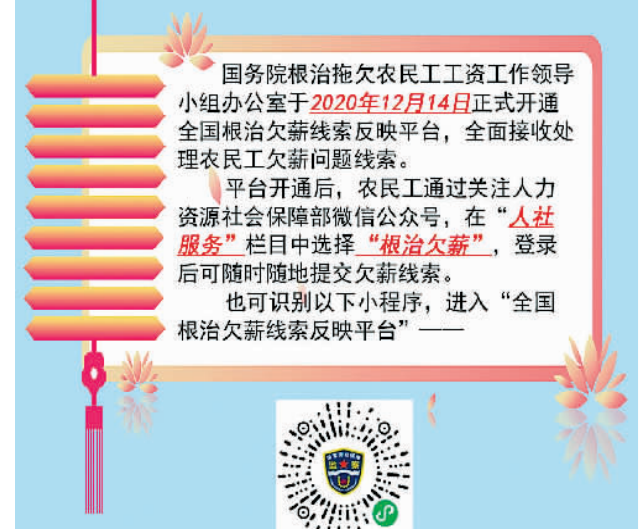 国务院根治拖欠农民工工资工作领导
小组办公室于2020年12月14日正式开通
全国根治欠薪线索反映平台，全面接收处
理农民工欠薪问题线索。
平台开通后，农民工通过关注人力
资源社会保障部微信公众号，在“人社
服务”栏目中选择“根治欠薪”，登录
后可随时随地提交欠薪线索。
也可识别以下小程序，进入“全国
根治欠薪线索反映平台”——